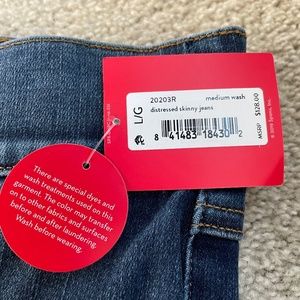 20203R medium wash
distressed skinny jeans
L/G
8 41483 18430 2
MSRP $128.00
There are special dyes and
wash treatments used on this
garment. The color may transfer
on to other fabrics and surfaces
before and after laundering.
Wash before wearing.